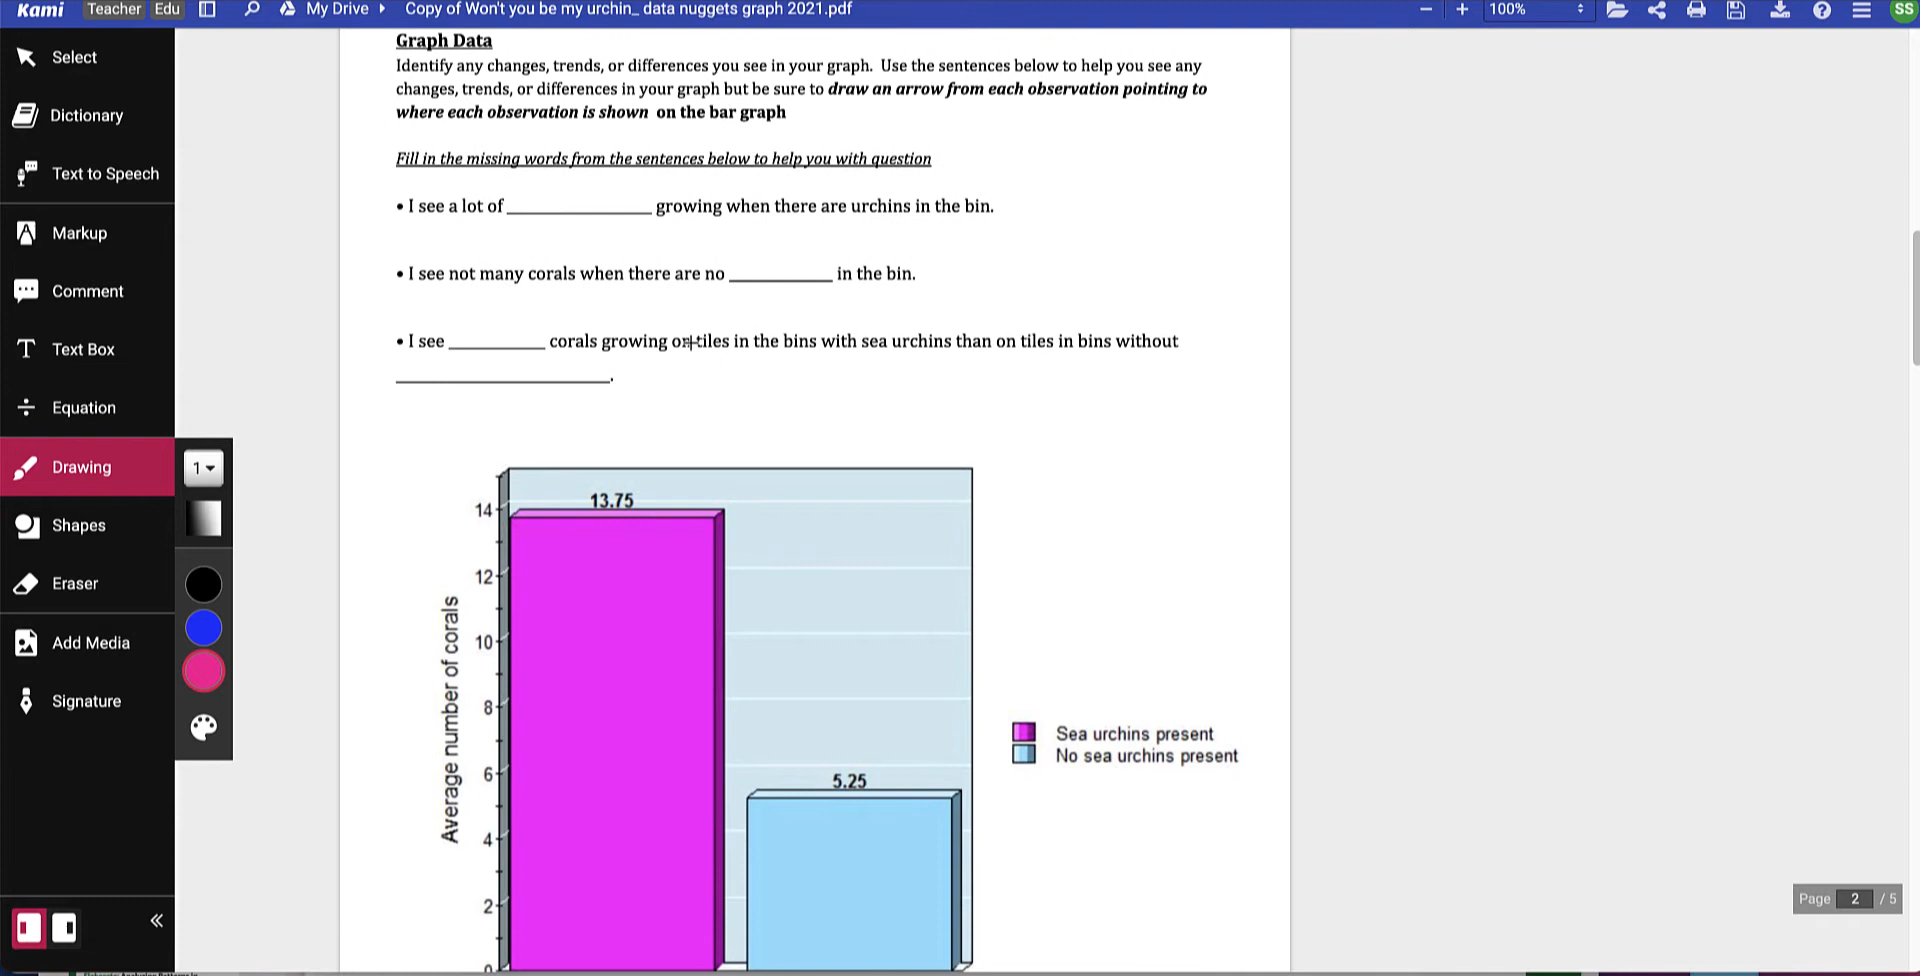 Kami Teacher Edu My Drive Copy of Won't you be my urchin_ data nuggets graph 2021.pdf 100% SS
Select
Dictionary
Text to Speech
Markup
Comment
Text Box
Equation
Drawing
1
Shapes
Eraser
Add Media
Signature
Graph Data
Identify any changes, trends, or differences you see in your graph. Use the sentences below to help you see any
changes, trends, or differences in your graph but be sure to draw an arrow from each observation pointing to
where each observation is shown on the bar graph
Fill in the missing words from the sentences below to help you with question
• I see a lot of ______________ growing when there are urchins in the bin.
• I see not many corals when there are no __________ in the bin.
• I see __________ corals growing on tiles in the bins with sea urchins than on tiles in bins without
_____________________.
Average number of corals
14
12
10
8
6
4
2
0
13.75
5.25
Sea urchins present
No sea urchins present
Page 2 / 5